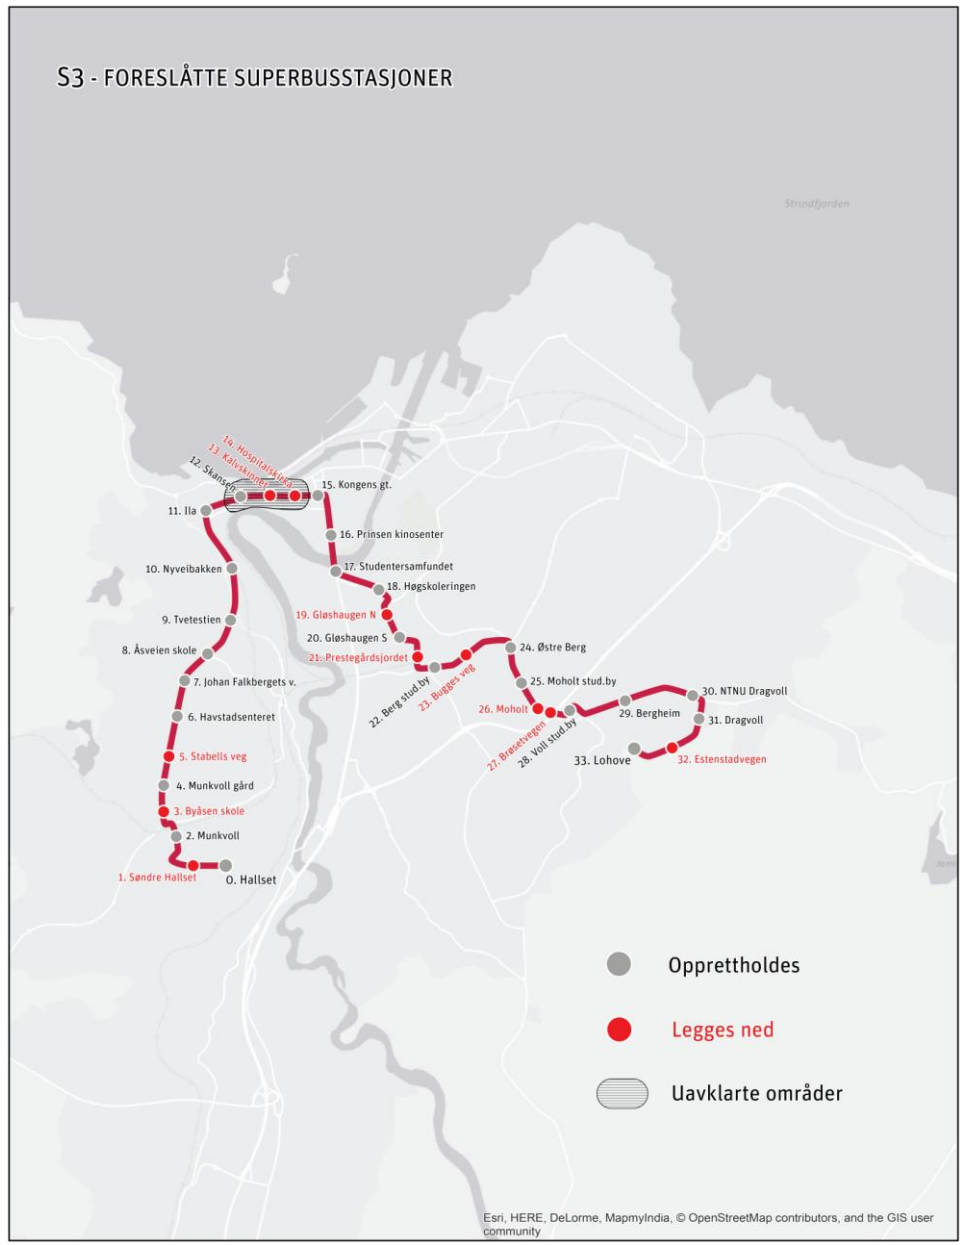 S3 - FORESLÅTTE SUPERBUSSTASJONER
Strindfjorden
14. Hospitalskirka
13. Kalvskinnet
12. Skansen
15. Kongens gt.
11. Ila
16. Prinsen kinosenter
17. Studentersamfundet
10. Nyveibakken
18. Høgskoleringen
19. Gløshaugen N
9. Tvetestien
20. Gløshaugen S
24. Østre Berg
8. Åsveien skole
21. Prestegårdsjordet
7. Johan Falkbergets v.
22. Berg stud.by
23. Bugges veg
25. Moholt stud.by
30. NTNU Dragvoll
26. Moholt
29. Bergheim
6. Havstadsenteret
31. Dragvoll
27. Brøsetvegen
28. Voll stud.by
5. Stabells veg
33. Lohove
32. Estenstadvegen
4. Munkvoll gård
3. Byåsen skole
2. Munkvoll
1. Søndre Hallset
0. Hallset
Opprettholdes
Legges ned
Uavklarte områder
Esri, HERE, DeLorme, MapmyIndia, © OpenStreetMap contributors, and the GIS user
community